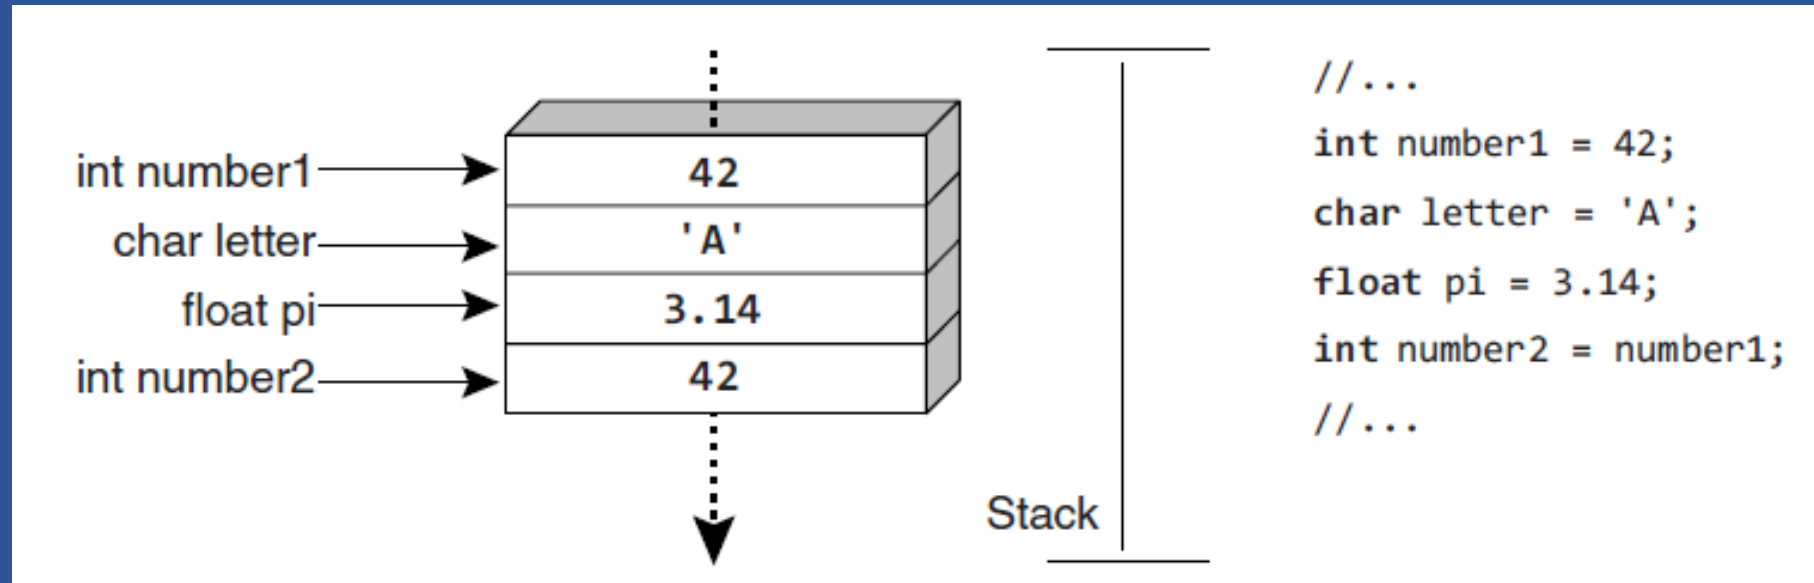 int number1
char letter
float pi
int number2
42
'A'
3.14
42
Stack
//...
int number1 = 42;
char letter = 'A';
float pi = 3.14;
int number2 = number1;
//...